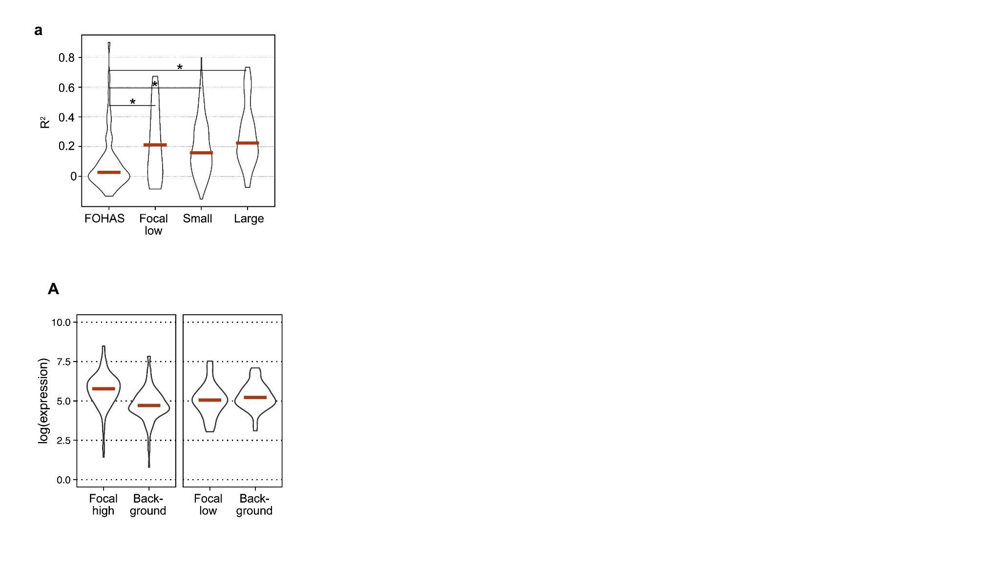 a
0.8
0.6
0.4
0.2
0
R²
*
*
*
FOHAS
Focal
low
Small
Large
A
10.0
7.5
5.0
2.5
0.0
log(expression)
Focal
high
Back-
ground
Focal
low
Back-
ground